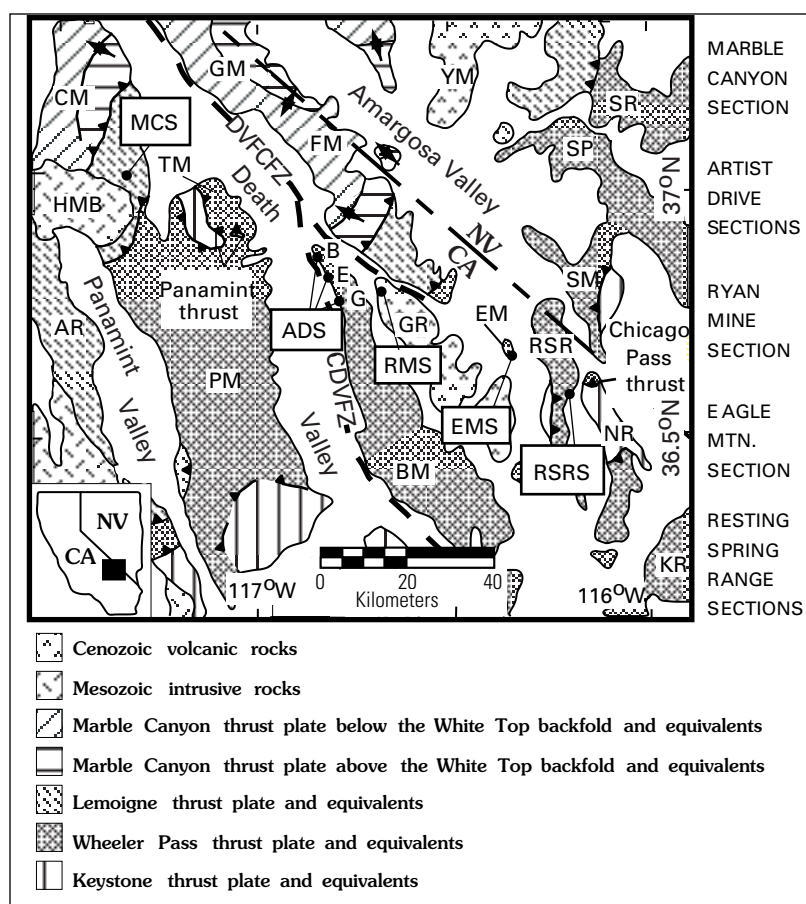 CM
GM
YM
MCS
SR
DVFCFZ
FM
Amargosa Valley
SP
TM
Death
37°N
HMB
NV
CA
B
E
G
Panamint
thrust
Panamint
Valley
SM
EM
Chicago
Pass
thrust
AR
ADS
GR
RSR
RMS
PM
CDVFZ
EMS
NR
36.5°N
Valley
BM
RSRS
NV
CA
KR
117°W
0 20 40
Kilometers
116°W
MARBLE
CANYON
SECTION
ARTIST
DRIVE
SECTIONS
RYAN
MINE
SECTION
EAGLE
MTN.
SECTION
RESTING
SPRING
RANGE
SECTIONS
Cenozoic volcanic rocks
Mesozoic intrusive rocks
Marble Canyon thrust plate below the White Top backfold and equivalents
Marble Canyon thrust plate above the White Top backfold and equivalents
Lemoigne thrust plate and equivalents
Wheeler Pass thrust plate and equivalents
Keystone thrust plate and equivalents